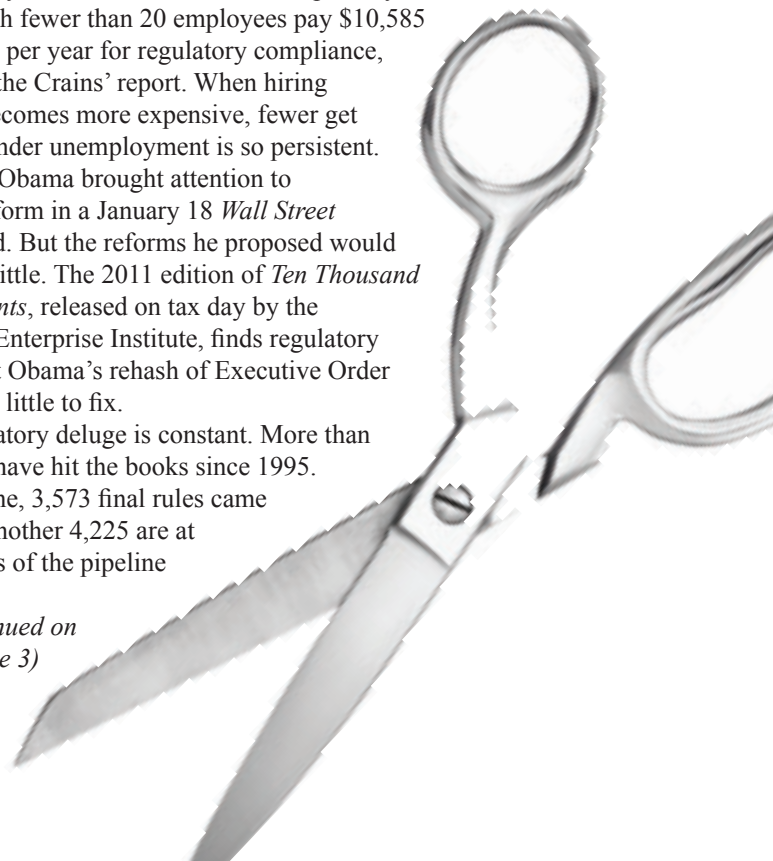 h fewer than 20 employees pay $10,585
per year for regulatory compliance,
the Crains’ report. When hiring
comes more expensive, fewer get
nder unemployment is so persistent.
Obama brought attention to
form in a January 18 Wall Street
d. But the reforms he proposed would
ittle. The 2011 edition of Ten Thousand
nts, released on tax day by the
Enterprise Institute, finds regulatory
t Obama’s rehash of Executive Order
little to fix.
atory deluge is constant. More than
have hit the books since 1995.
ne, 3,573 final rules came
nother 4,225 are at
s of the pipeline
nued on
e 3)